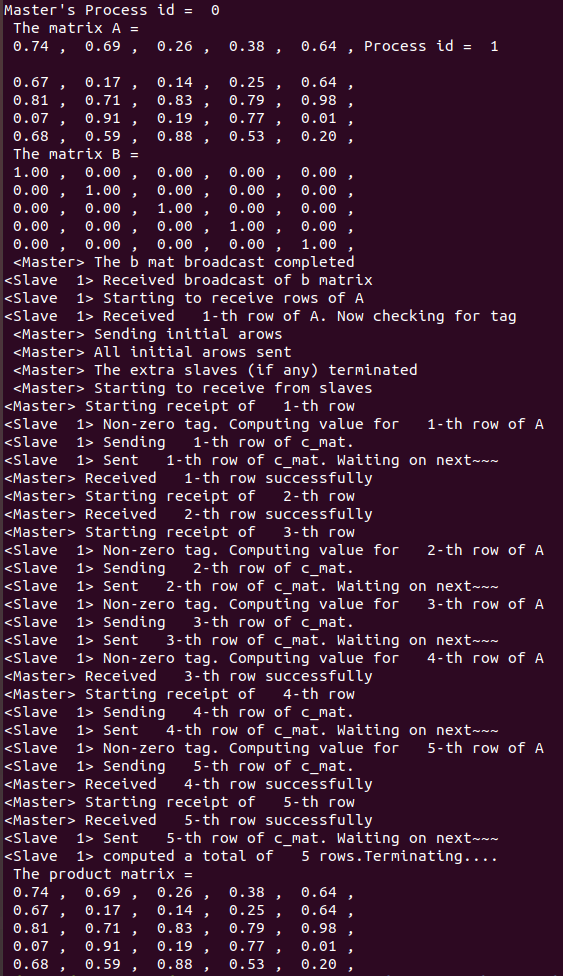 Master's Process id =  0
 The matrix A =
 0.74 ,  0.69 ,  0.26 ,  0.38 ,  0.64 , Process id =  1
 0.67 ,  0.17 ,  0.14 ,  0.25 ,  0.64 ,
 0.81 ,  0.71 ,  0.83 ,  0.79 ,  0.98 ,
 0.07 ,  0.91 ,  0.19 ,  0.77 ,  0.01 ,
 0.68 ,  0.59 ,  0.88 ,  0.53 ,  0.20 ,
 The matrix B =
 1.00 ,  0.00 ,  0.00 ,  0.00 ,  0.00 ,
 0.00 ,  1.00 ,  0.00 ,  0.00 ,  0.00 ,
 0.00 ,  0.00 ,  1.00 ,  0.00 ,  0.00 ,
 0.00 ,  0.00 ,  0.00 ,  1.00 ,  0.00 ,
 0.00 ,  0.00 ,  0.00 ,  0.00 ,  1.00 ,
 <Master> The b mat broadcast completed
<Slave  1> Received broadcast of b matrix
<Slave  1> Starting to receive rows of A
<Slave  1> Received   1-th row of A. Now checking for tag
 <Master> Sending initial arows
 <Master> All initial arows sent
 <Master> The extra slaves (if any) terminated
 <Master> Starting to receive from slaves
<Master> Starting receipt of   1-th row
<Slave  1> Non-zero tag. Computing value for   1-th row of A
<Slave  1> Sending   1-th row of c_mat.
<Slave  1> Sent   1-th row of c_mat. Waiting on next~~~
<Master> Received   1-th row successfully
<Master> Starting receipt of   2-th row
<Master> Received   2-th row successfully
<Master> Starting receipt of   3-th row
<Slave  1> Non-zero tag. Computing value for   2-th row of A
<Slave  1> Sending   2-th row of c_mat.
<Slave  1> Sent   2-th row of c_mat. Waiting on next~~~
<Slave  1> Non-zero tag. Computing value for   3-th row of A
<Slave  1> Sending   3-th row of c_mat.
<Slave  1> Sent   3-th row of c_mat. Waiting on next~~~
<Slave  1> Non-zero tag. Computing value for   4-th row of A
<Master> Received   3-th row successfully
<Master> Starting receipt of   4-th row
<Slave  1> Sending   4-th row of c_mat.
<Slave  1> Sent   4-th row of c_mat. Waiting on next~~~
<Slave  1> Non-zero tag. Computing value for   5-th row of A
<Slave  1> Sending   5-th row of c_mat.
<Master> Received   4-th row successfully
<Master> Starting receipt of   5-th row
<Master> Received   5-th row successfully
<Slave  1> Sent   5-th row of c_mat. Waiting on next~~~
<Slave  1> computed a total of   5 rows.Terminating....
 The product matrix =
 0.74 ,  0.69 ,  0.26 ,  0.38 ,  0.64 ,
 0.67 ,  0.17 ,  0.14 ,  0.25 ,  0.64 ,
 0.81 ,  0.71 ,  0.83 ,  0.79 ,  0.98 ,
 0.07 ,  0.91 ,  0.19 ,  0.77 ,  0.01 ,
 0.68 ,  0.59 ,  0.88 ,  0.53 ,  0.20 ,